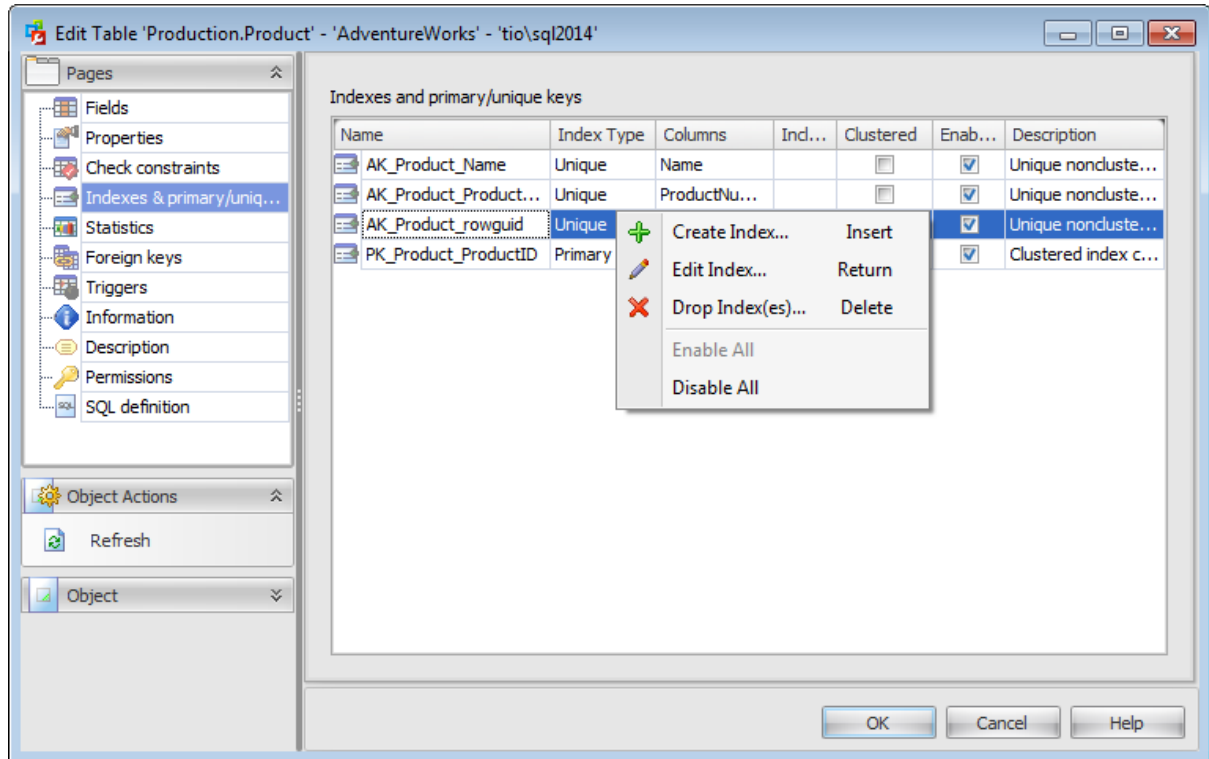 Edit Table 'Production.Product' - 'AdventureWorks' - 'tio\sql2014'
Pages
Fields
Properties
Check constraints
Indexes & primary/uniq...
Statistics
Foreign keys
Triggers
Information
Description
Permissions
SQL definition
Object Actions
Refresh
Object
Indexes and primary/unique keys
Name Index Type Columns Incl... Clustered Enab... Description
AK_Product_Name Unique Name Unique noncluste...
AK_Product_Product... Unique ProductNu... Unique noncluste...
AK_Product_rowguid Unique Unique noncluste...
PK_Product_ProductID Primary Clustered index c...
Create Index... Insert
Edit Index... Return
Drop Index(es)... Delete
Enable All
Disable All
OK Cancel Help